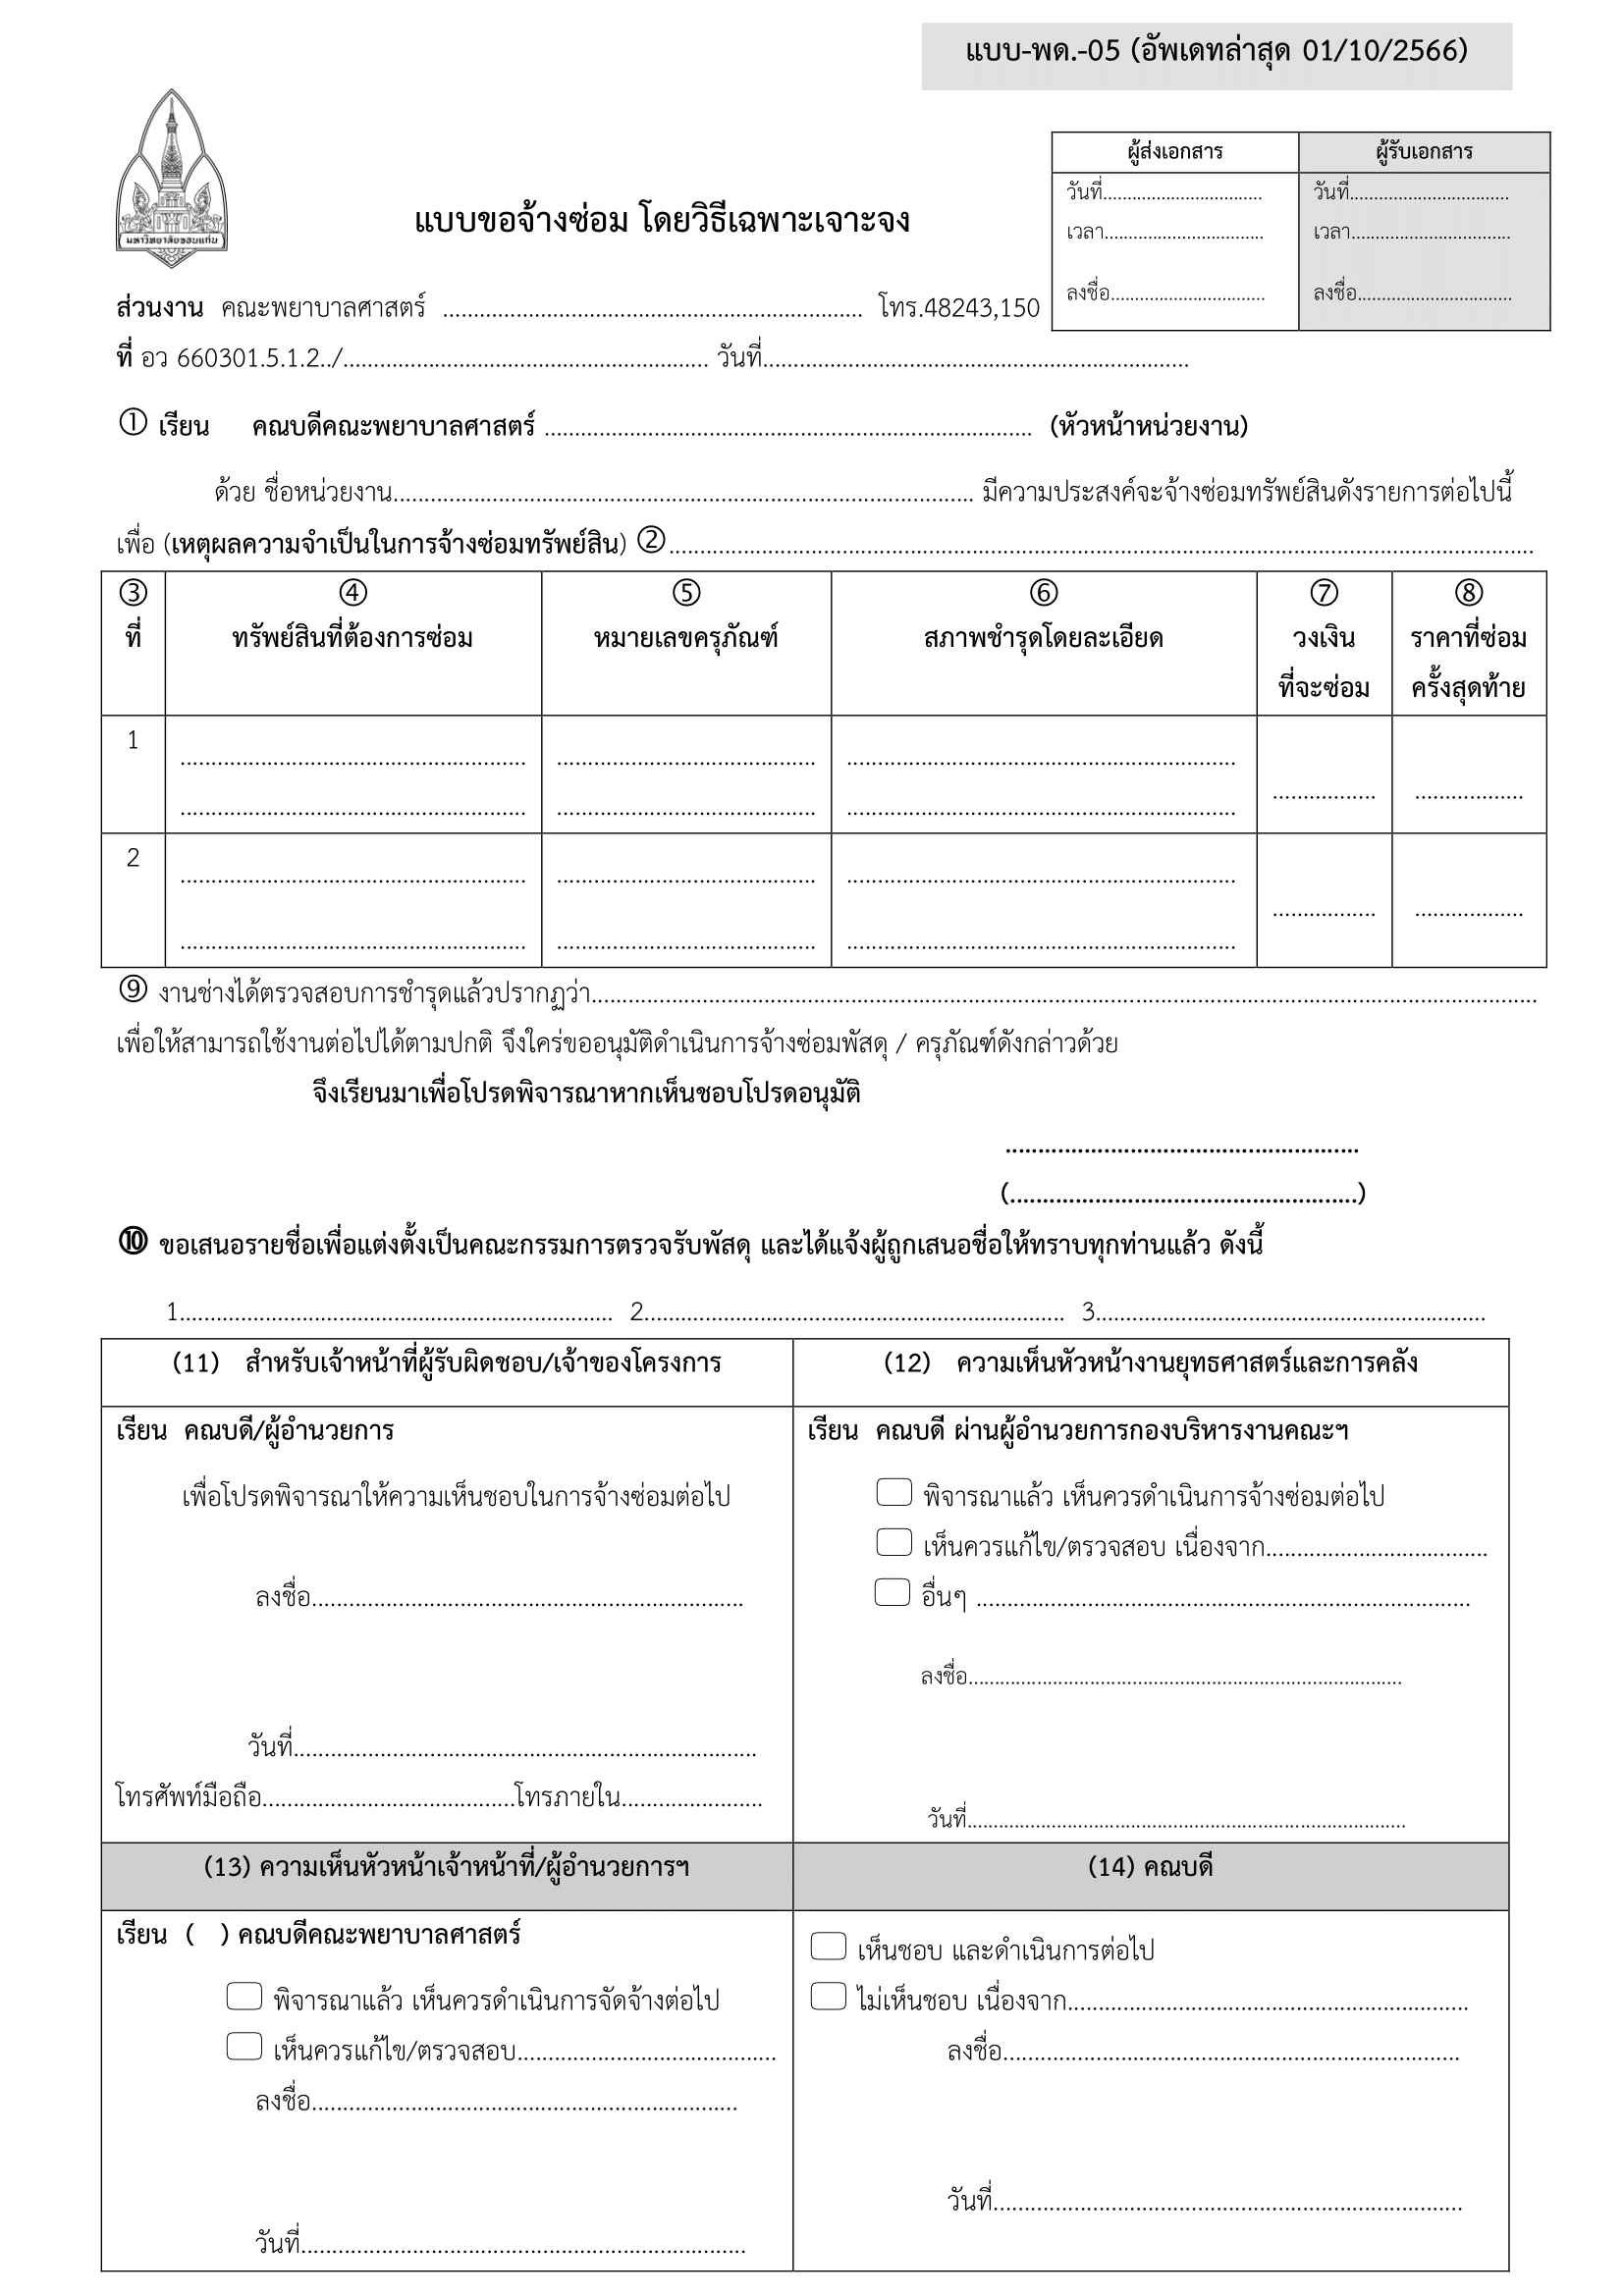 แบบ-พด.-05 (อัพเดทล่าสุด 01/10/2566)
ผู้ส่งเอกสาร ผู้รับเอกสาร
วันที่................................. วันที่.................................
เวลา................................. เวลา.................................
ลงชื่อ................................ ลงชื่อ................................
มหาวิทยาลัยขอนแก่น
แบบขอจ้างซ่อม โดยวิธีเฉพาะเจาะจง
ส่วนงาน คณะพยาบาลศาสตร์ ..................................................................... โทร.48243,150
ที่ อว 660301.5.1.2../............................................................ วันที่......................................................................
① เรียน คณบดีคณะพยาบาลศาสตร์ ................................................................................ (หัวหน้าหน่วยงาน)
ด้วย ชื่อหน่วยงาน............................................................................................... มีความประสงค์จะจ้างซ่อมทรัพย์สินดังรายการต่อไปนี้
เพื่อ (เหตุผลความจำเป็นในการจ้างซ่อมทรัพย์สิน) ②..............................................................................................................................................
③ ④ ⑤ ⑥ ⑦ ⑧
ที่ ทรัพย์สินที่ต้องการซ่อม หมายเลขครุภัณฑ์ สภาพชำรุดโดยละเอียด วงเงิน ราคาที่ซ่อม
ที่จะซ่อม ครั้งสุดท้าย
1 ........................................................ .......................................... ............................................................... ................. ..................
........................................................ .......................................... ...............................................................
2 ........................................................ .......................................... ............................................................... ................. ..................
........................................................ .......................................... ...............................................................
⑨ งานช่างได้ตรวจสอบการชำรุดแล้วปรากฏว่า...........................................................................................................................................................
เพื่อให้สามารถใช้งานต่อไปได้ตามปกติ จึงใคร่ขออนุมัติดำเนินการจ้างซ่อมพัสดุ / ครุภัณฑ์ดังกล่าวด้วย
จึงเรียนมาเพื่อโปรดพิจารณาหากเห็นชอบโปรดอนุมัติ
......................................................
(.....................................................)
⑩ ขอเสนอรายชื่อเพื่อแต่งตั้งเป็นคณะกรรมการตรวจรับพัสดุ และได้แจ้งผู้ถูกเสนอชื่อให้ทราบทุกท่านแล้ว ดังนี้
1....................................................................... 2..................................................................... 3................................................................
(11) สำหรับเจ้าหน้าที่ผู้รับผิดชอบ/เจ้าของโครงการ
เรียน คณบดี/ผู้อำนวยการ
เพื่อโปรดพิจารณาให้ความเห็นชอบในการจ้างซ่อมต่อไป
ลงชื่อ.......................................................................
วันที่............................................................................
โทรศัพท์มือถือ.........................................โทรภายใน.......................
(12) ความเห็นหัวหน้างานยุทธศาสตร์และการคลัง
เรียน คณบดี ผ่านผู้อำนวยการกองบริหารงานคณะฯ
พิจารณาแล้ว เห็นควรดำเนินการจ้างซ่อมต่อไป
เห็นควรแก้ไข/ตรวจสอบ เนื่องจาก....................................
อื่นๆ .................................................................................
ลงชื่อ..................................................................................
วันที่...................................................................................
(13) ความเห็นหัวหน้าเจ้าหน้าที่/ผู้อำนวยการฯ
เรียน ( ) คณบดีคณะพยาบาลศาสตร์
พิจารณาแล้ว เห็นควรดำเนินการจัดจ้างต่อไป
เห็นควรแก้ไข/ตรวจสอบ..........................................
ลงชื่อ.....................................................................
วันที่.........................................................................
(14) คณบดี
เห็นชอบ และดำเนินการต่อไป
ไม่เห็นชอบ เนื่องจาก.................................................................
ลงชื่อ...........................................................................
วันที่.............................................................................